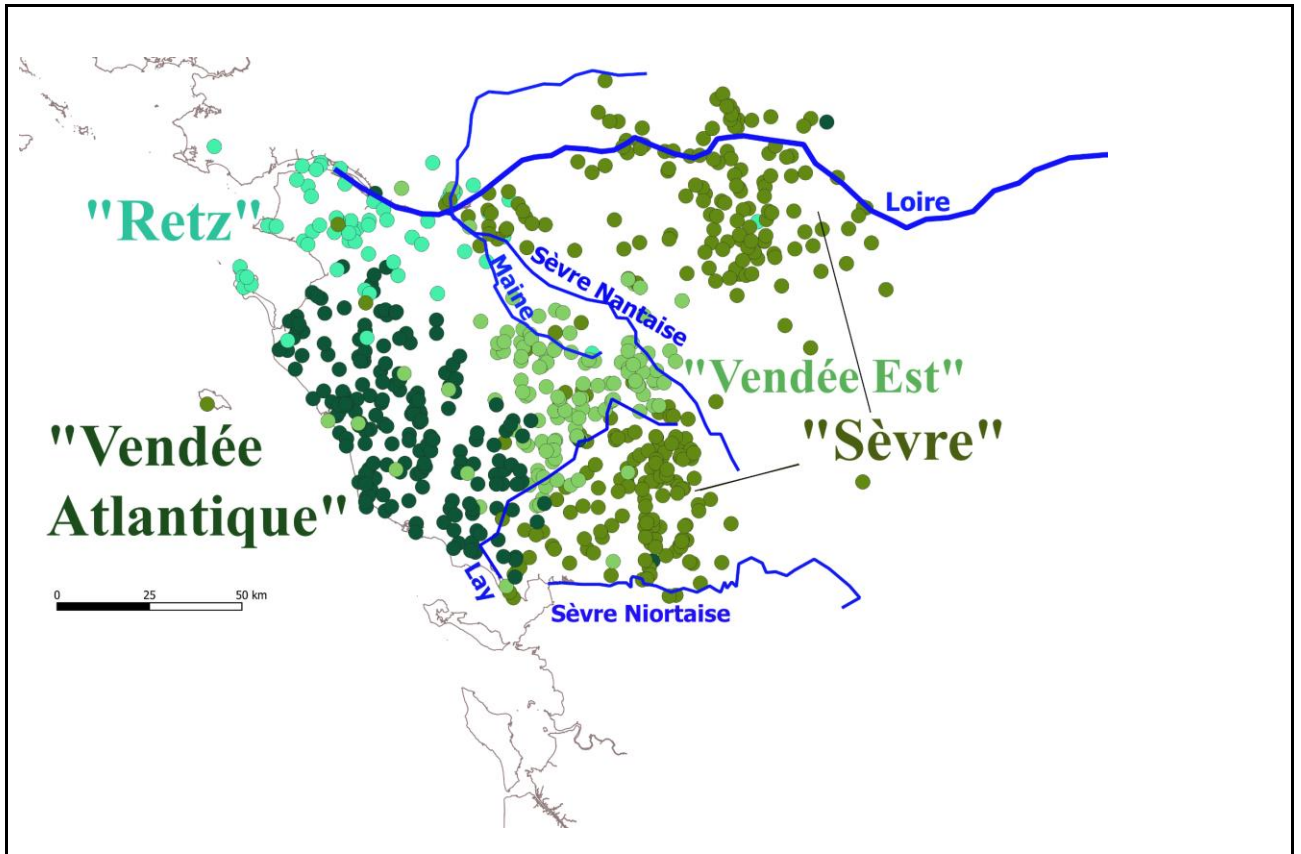 "Retz"
Loire
Sèvre Nantaise
Maine
"Vendée Est"
"Sèvre"
"Vendée
Atlantique"
Lay
0 25 50 km
Sèvre Niortaise